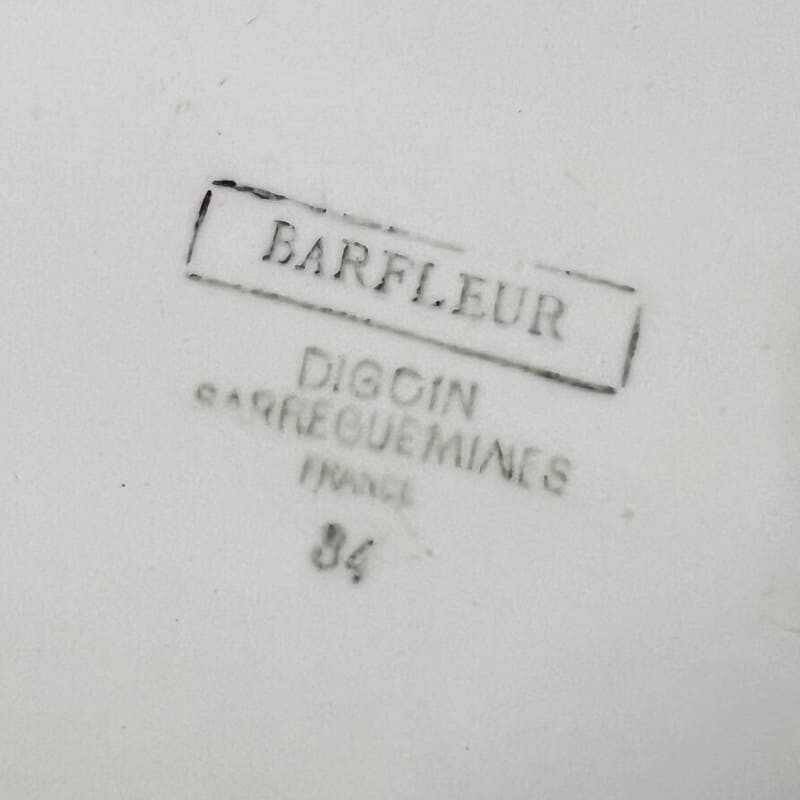 BARFLEUR
DIGOIN
SARREGUEMINES
FRANCE
84